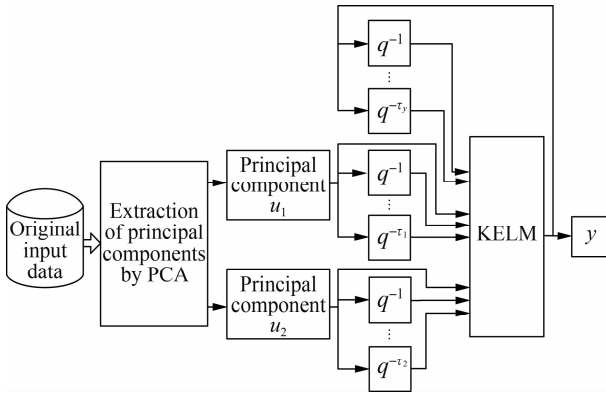 q⁻¹
⋮
q^{-τ_y}
Principal
component
u₁
q⁻¹
⋮
q^{-τ₁}
Original
input
data
Extraction
of principal
components
by PCA
KELM
y
Principal
component
u₂
q⁻¹
⋮
q^{-τ₂}